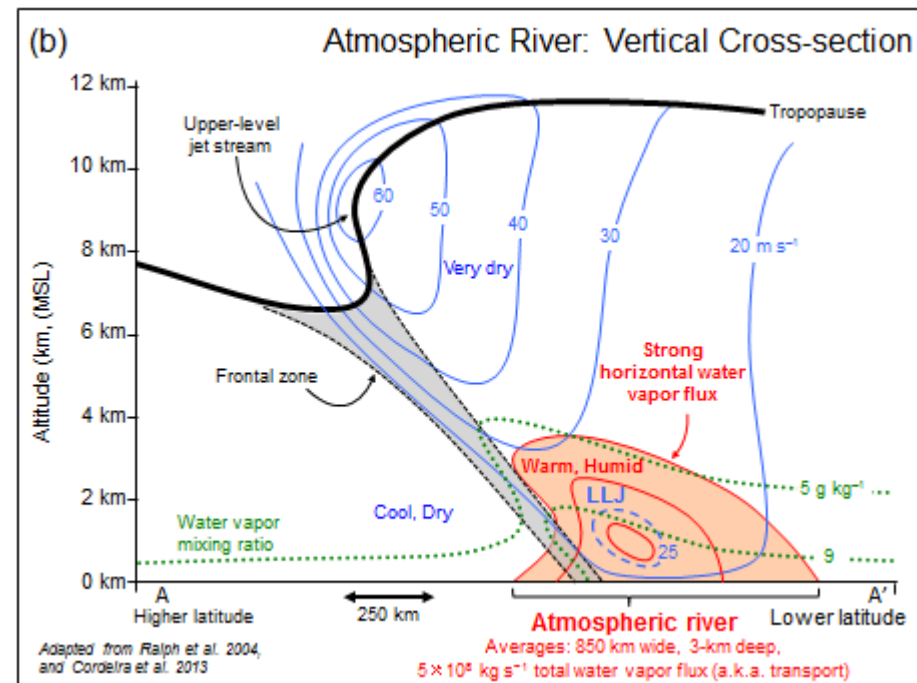 (b)
Atmospheric River: Vertical Cross-section
12 km
10 km
8 km
6 km
4 km
2 km
0 km
Altitude (km, (MSL)
Upper-level
jet stream
Tropopause
60
50
40
30
20 m s⁻¹
Very dry
Frontal zone
Strong
horizontal water
vapor flux
Warm, Humid
LLJ
25
5 g kg⁻¹
9
Cool, Dry
Water vapor
mixing ratio
A
Higher latitude
250 km
A'
Lower latitude
Atmospheric river
Averages: 850 km wide, 3-km deep,
5 × 10⁸ kg s⁻¹ total water vapor flux (a.k.a. transport)
Adapted from Ralph et al. 2004,
and Cordeira et al. 2013